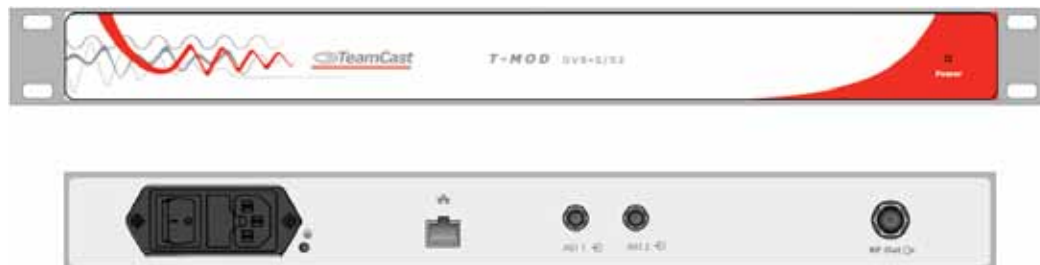 TeamCast
T-MOD DVB-S/S2
Power
ASI 1
ASI 2
RF Out